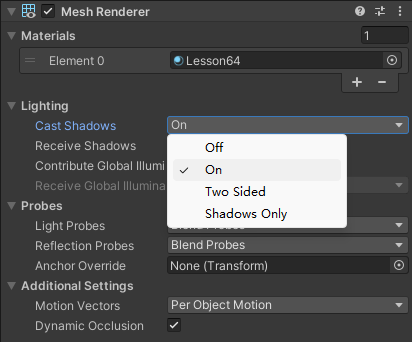 Mesh Renderer
Materials 1
Element 0 Lesson64
Lighting
Cast Shadows On
Receive Shadows
Off
Contribute Global Illumi
On
Receive Global Illumina
Two Sided
Shadows Only
Probes
Light Probes Blend Probes
Reflection Probes Blend Probes
Anchor Override None (Transform)
Additional Settings
Motion Vectors Per Object Motion
Dynamic Occlusion